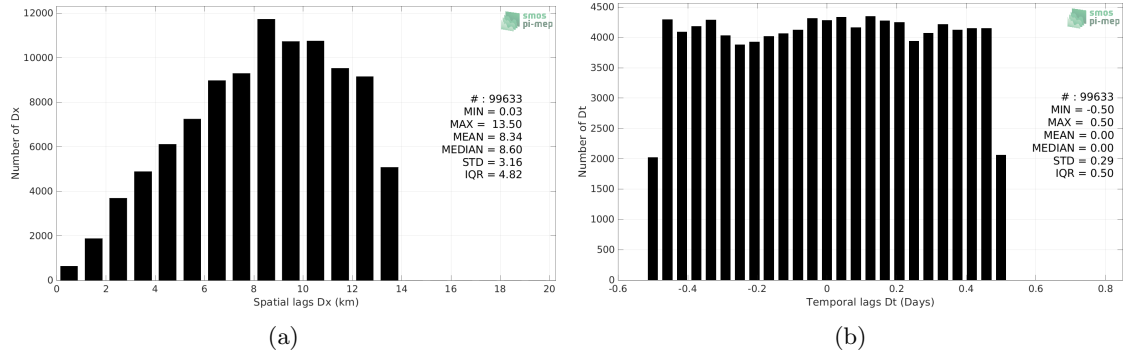 12000
10000
8000
6000
4000
2000
0
Number of Dx
0 2 4 6 8 10 12 14 16 18 20
Spatial lags Dx (km)
smos
pi-mep
# : 99633
MIN = 0.03
MAX = 13.50
MEAN = 8.34
MEDIAN = 8.60
STD = 3.16
IQR = 4.82
(a)
4500
4000
3500
3000
2500
2000
1500
1000
500
0
Number of Dt
-0.6 -0.4 -0.2 0 0.2 0.4 0.6 0.8
Temporal lags Dt (Days)
smos
pi-mep
# : 99633
MIN = -0.50
MAX = 0.50
MEAN = 0.00
MEDIAN = 0.00
STD = 0.29
IQR = 0.50
(b)